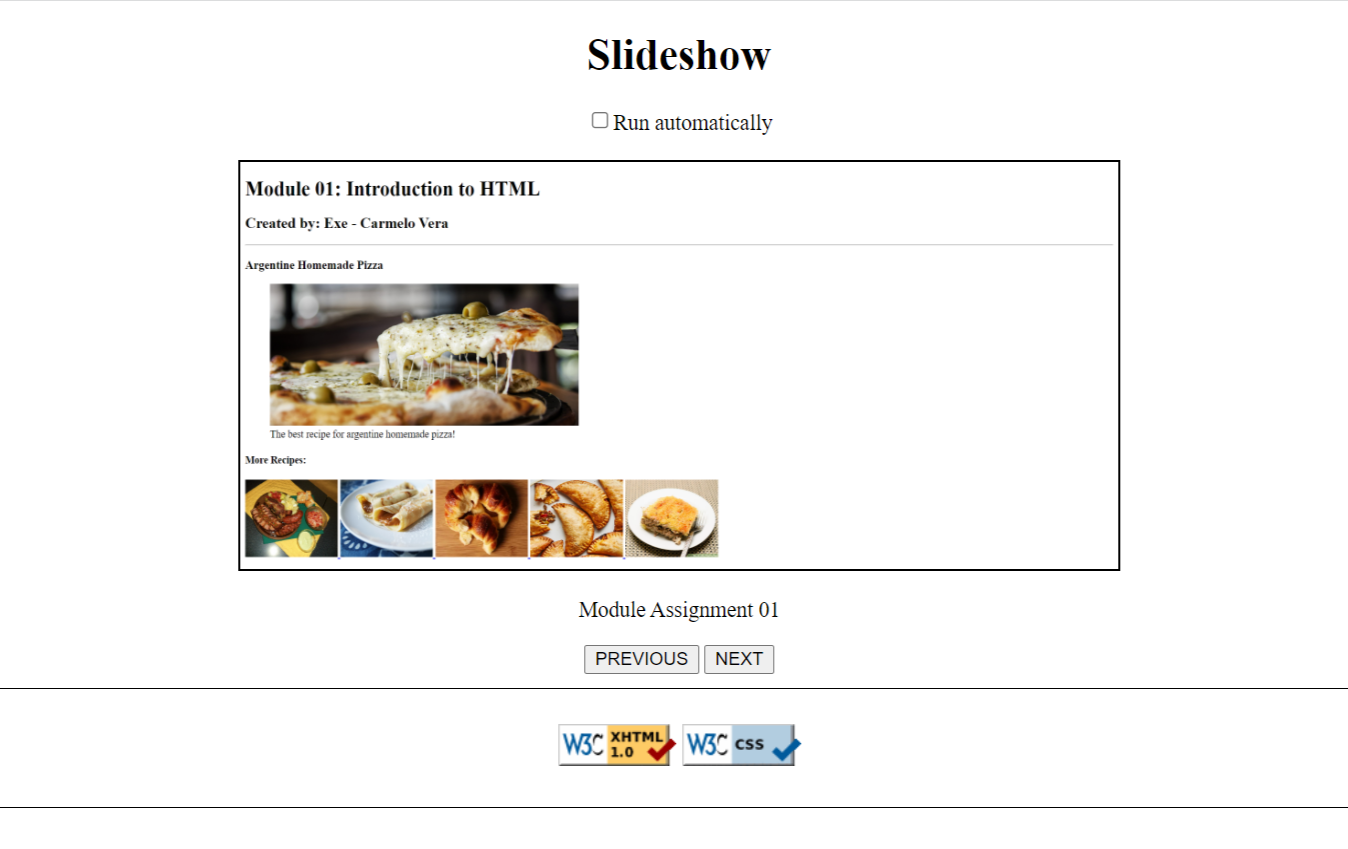 Slideshow
Run automatically
Module 01: Introduction to HTML
Created by: Exe - Carmelo Vera
Argentine Homemade Pizza
The best recipe for argentine homemade pizza!
More Recipes:
Module Assignment 01
PREVIOUS NEXT
W3C XHTML 1.0 W3C CSS